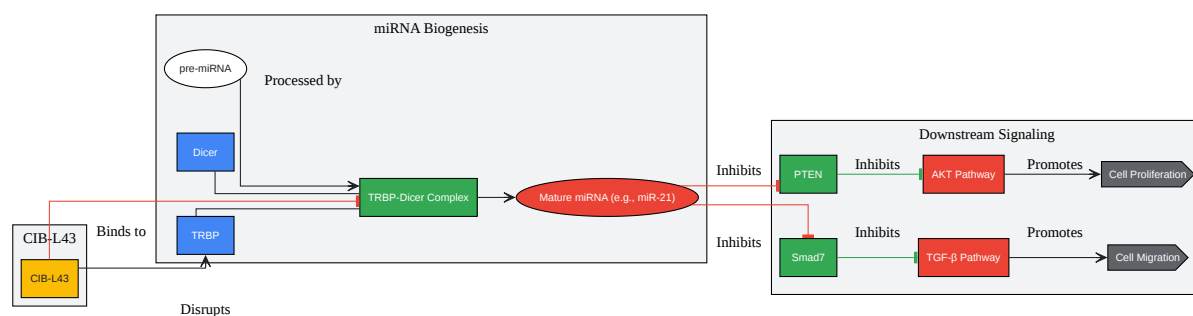 miRNA Biogenesis
pre-miRNA
Processed by
Dicer
TRBP-Dicer Complex
Mature miRNA (e.g., miR-21)
TRBP
CIB-L43
CIB-L43
Binds to
Disrupts
Downstream Signaling
Inhibits
PTEN
Inhibits
AKT Pathway
Promotes
Cell Proliferation
Inhibits
Smad7
Inhibits
TGF-β Pathway
Promotes
Cell Migration